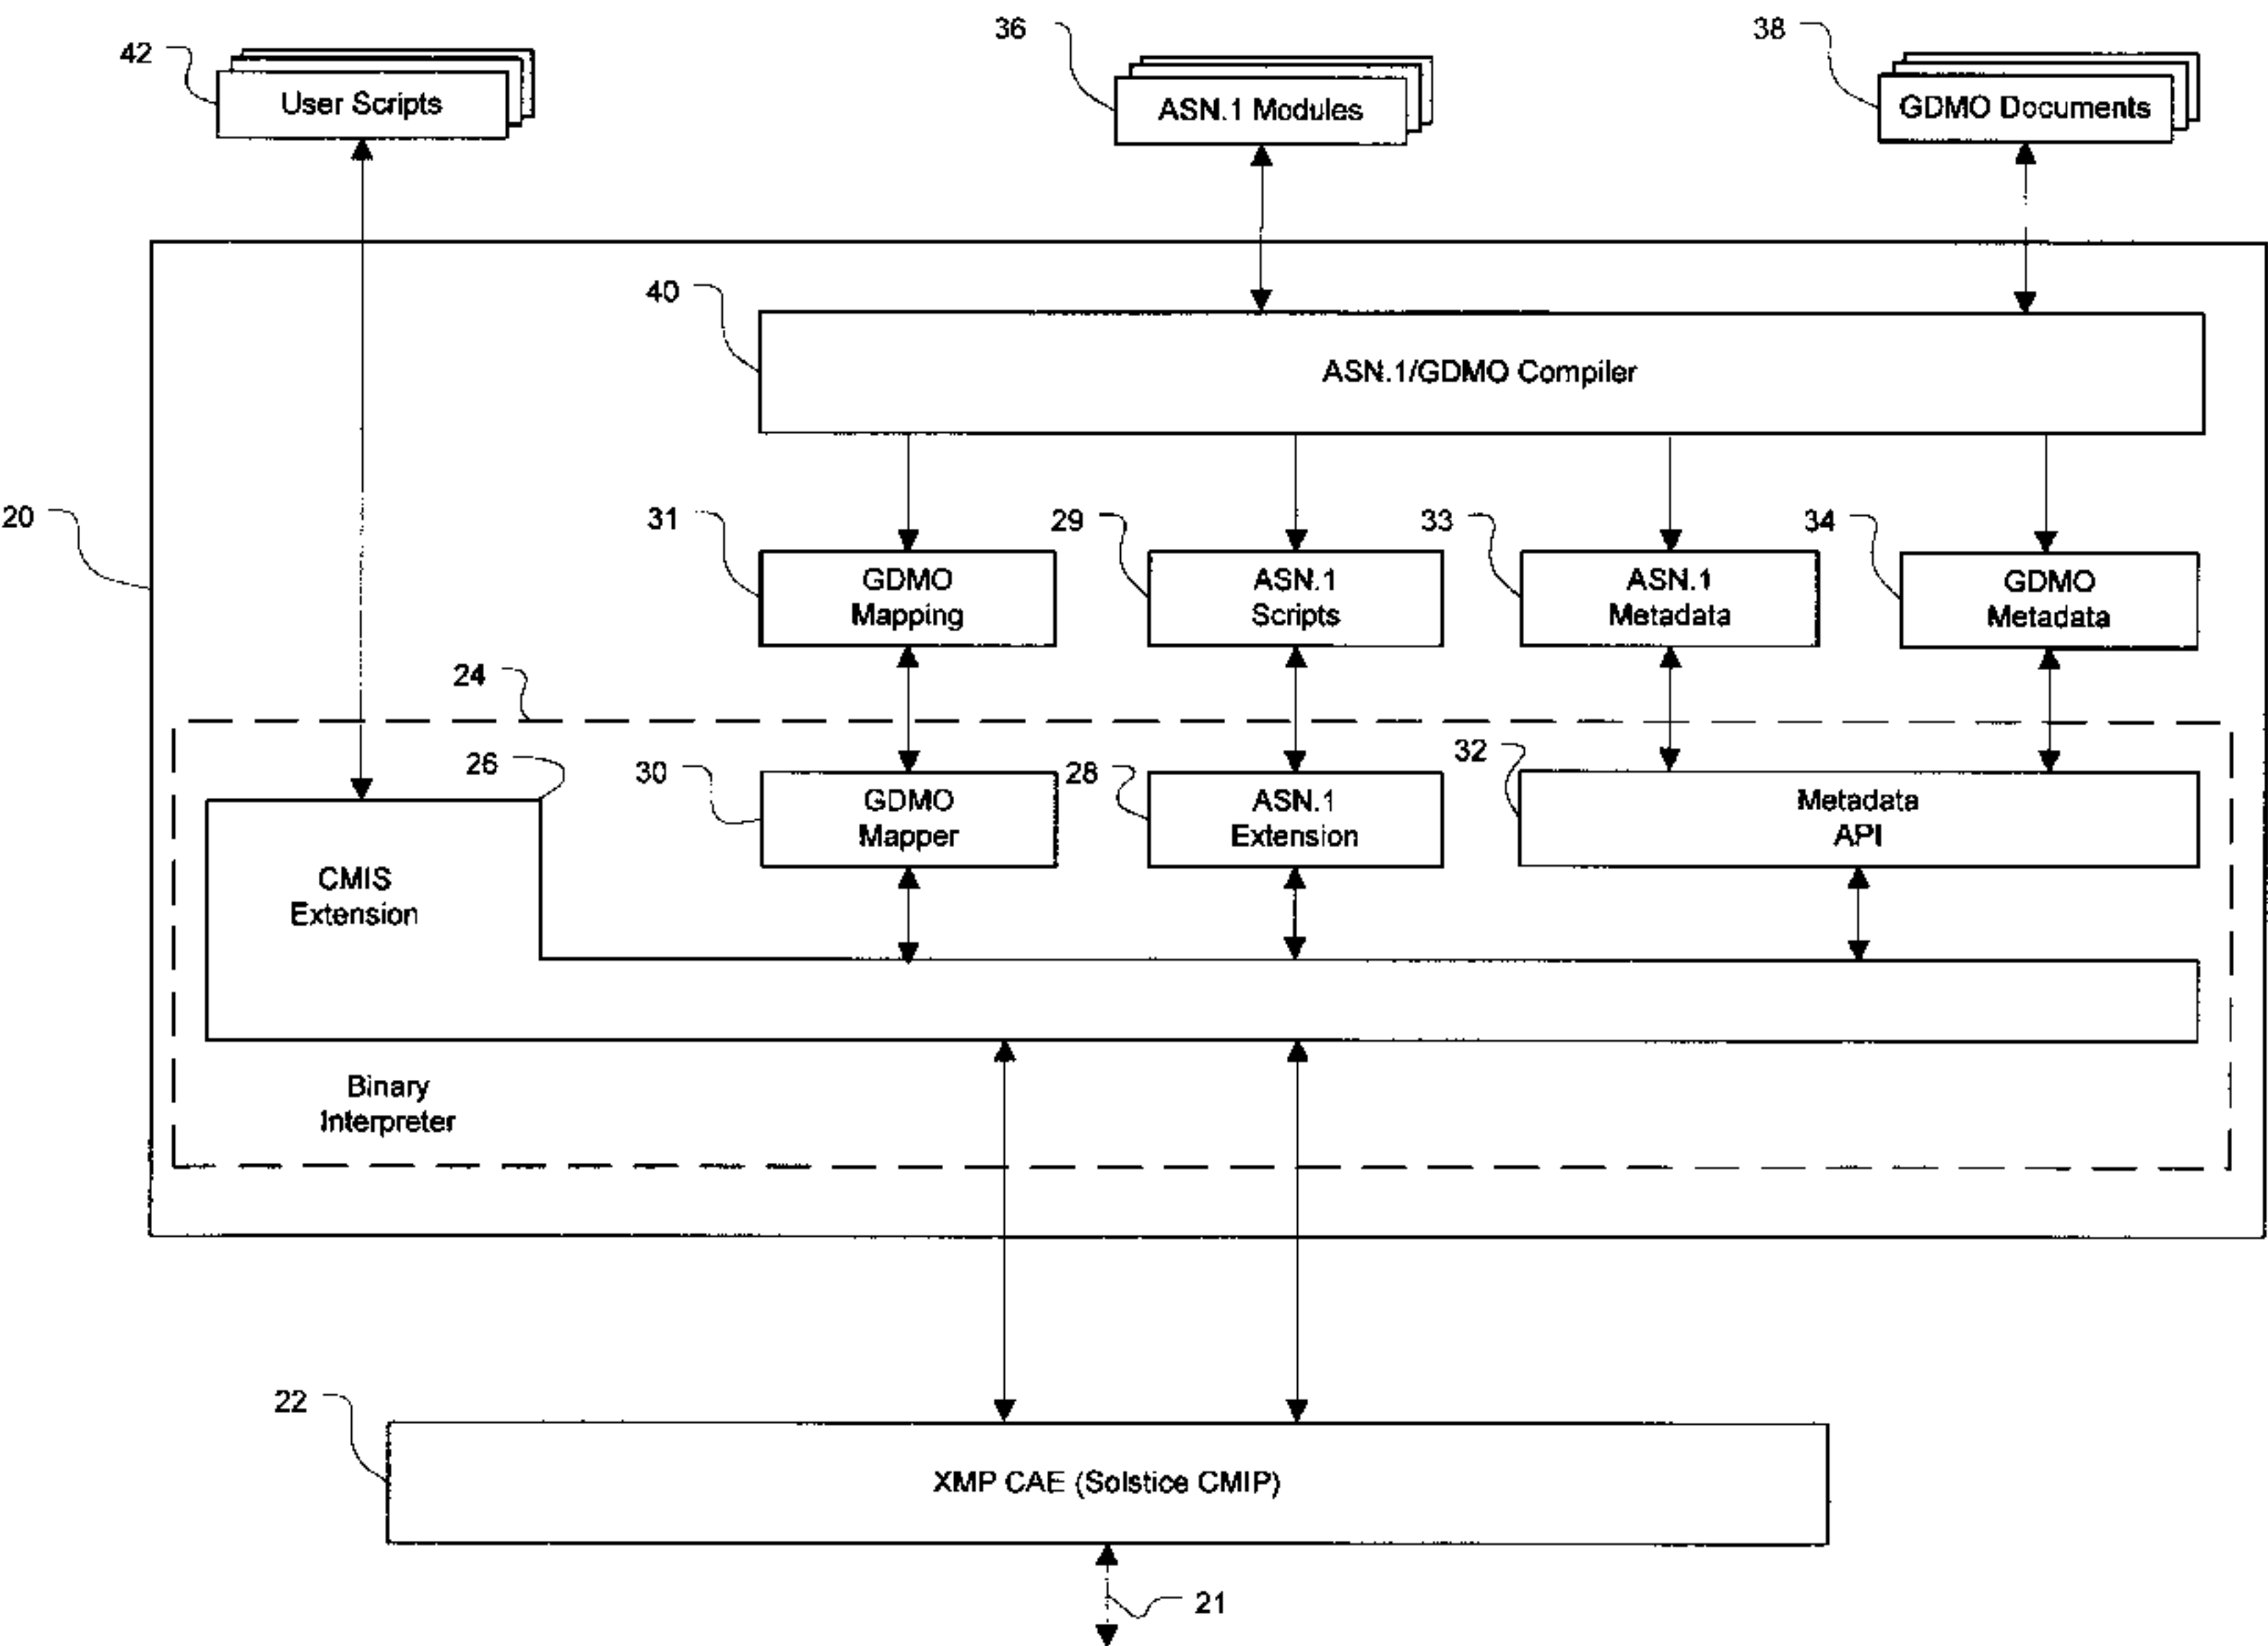 42
User Scripts
36
ASN.1 Modules
38
GDMO Documents
40
ASN.1/GDMO Compiler
20
31
GDMO
Mapping
29
ASN.1
Scripts
33
ASN.1
Metadata
34
GDMO
Metadata
24
26
CMIS
Extension
30
GDMO
Mapper
28
ASN.1
Extension
32
Metadata
API
Binary
Interpreter
22
XMP CAE (Solstice CMIP)
21